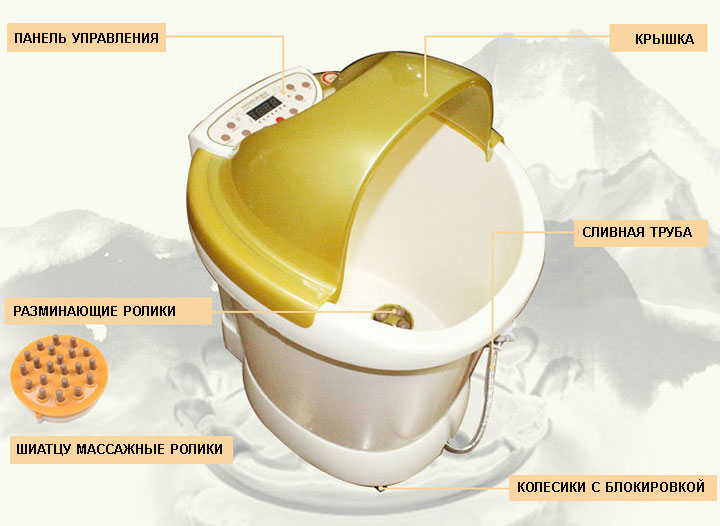 ПАНЕЛЬ УПРАВЛЕНИЯ
КРЫШКА
СЛИВНАЯ ТРУБА
РАЗМИНАЮЩИЕ РОЛИКИ
ШИАТЦУ МАССАЖНЫЕ РОЛИКИ
КОЛЕСИКИ С БЛОКИРОВКОЙ